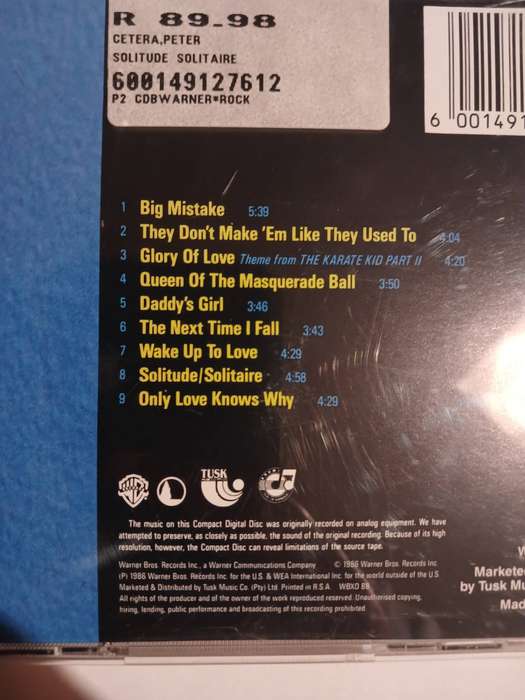 R 89.98
CETERA,PETER
SOLITUDE SOLITAIRE
600149127612
P2 CDBWARNER*ROCK
6 001491
1 Big Mistake 5:39
2 They Don't Make 'Em Like They Used To 4:04
3 Glory Of Love Theme from THE KARATE KID PART II 4:20
4 Queen Of The Masquerade Ball 3:50
5 Daddy's Girl 3:46
6 The Next Time I Fall 3:43
7 Wake Up To Love 4:29
8 Solitude/Solitaire 4:58
9 Only Love Knows Why 4:29
TUSK
The music on this Compact Digital Disc was originally recorded on analog equipment. We have
attempted to preserve, as closely as possible, the sound of the original recording. Because of its high
resolution, however, the Compact Disc can reveal limitations of the source tape.
Warner Bros. Records Inc., a Warner Communications Company © 1986 Warner Bros. Records Inc.
(P) 1986 Warner Bros. Records Inc. for the U.S. & WEA International Inc. for the world outside of the U.S
Marketed & Distributed by Tusk Music Co. (Pty) Ltd Printed in R.S.A. WBXD 88
All rights of the producer and of the owner of the work reproduced reserved. Unauthorised copying,
hiring, lending, public performance and broadcasting of this recording prohibited
W
Marketed
by Tusk Mu
Mad